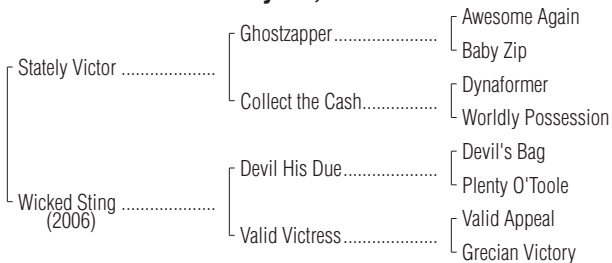 Awesome Again
Ghostzapper....................
Baby Zip
Stately Victor ....................
Dynaformer
Collect the Cash................
Worldly Possession
Devil's Bag
Devil His Due....................
Plenty O'Toole
Wicked Sting ....................
(2006)
Valid Appeal
Valid Victress....................
Grecian Victory